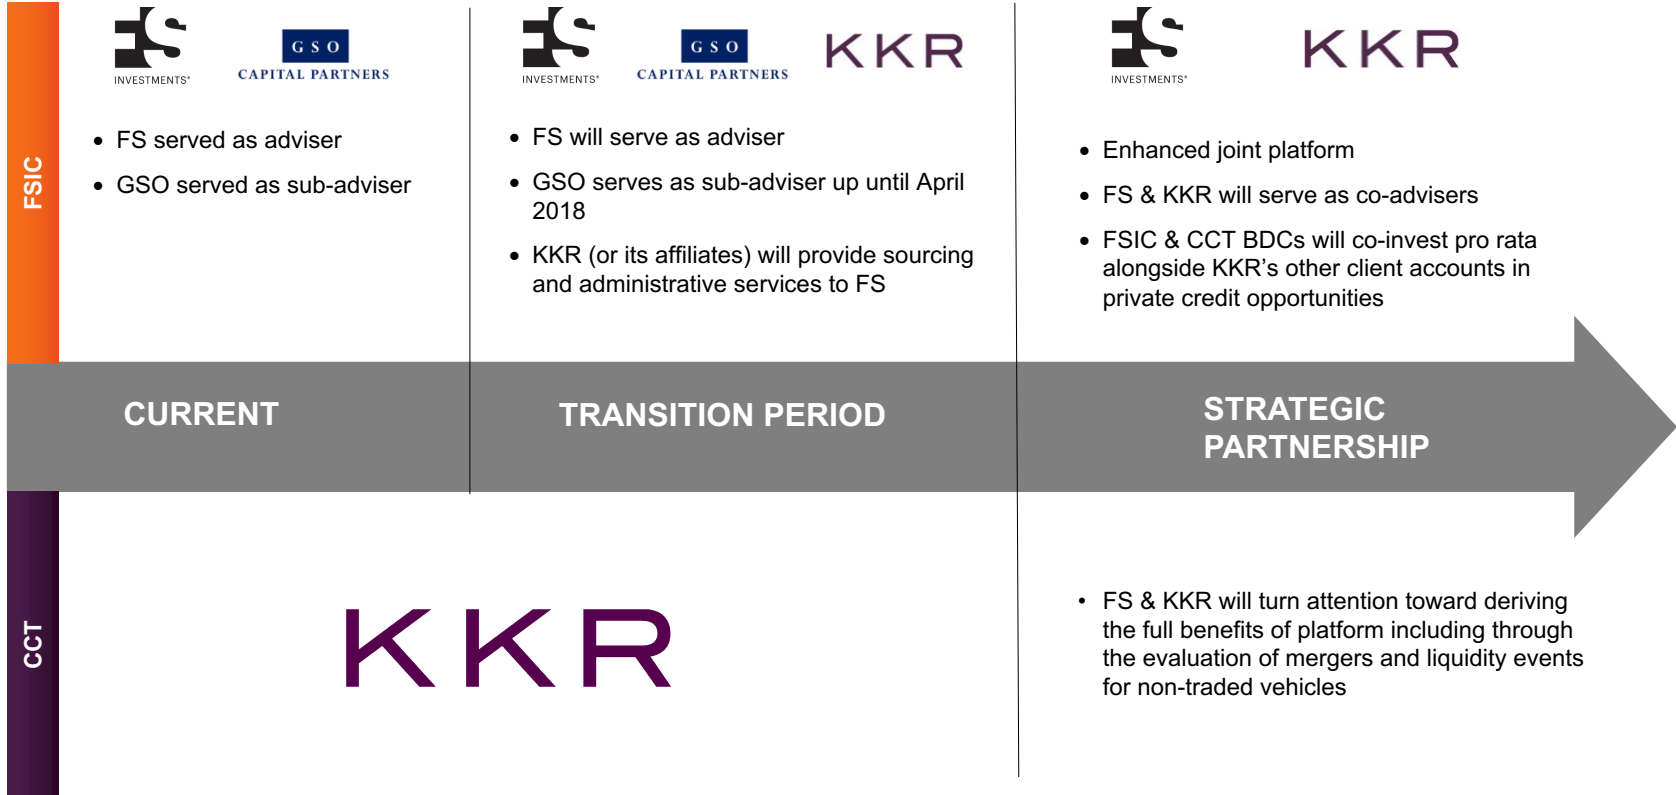 FS
INVESTMENTS®
GSO
CAPITAL PARTNERS
• FS served as adviser
• GSO served as sub-adviser
FS
INVESTMENTS®
GSO
CAPITAL PARTNERS
KKR
• FS will serve as adviser
• GSO serves as sub-adviser up until April
2018
• KKR (or its affiliates) will provide sourcing
and administrative services to FS
FS
INVESTMENTS®
KKR
• Enhanced joint platform
• FS & KKR will serve as co-advisers
• FSIC & CCT BDCs will co-invest pro rata
alongside KKR’s other client accounts in
private credit opportunities
FSIC
CURRENT
TRANSITION PERIOD
STRATEGIC
PARTNERSHIP
CCT
KKR
• FS & KKR will turn attention toward deriving
the full benefits of platform including through
the evaluation of mergers and liquidity events
for non-traded vehicles